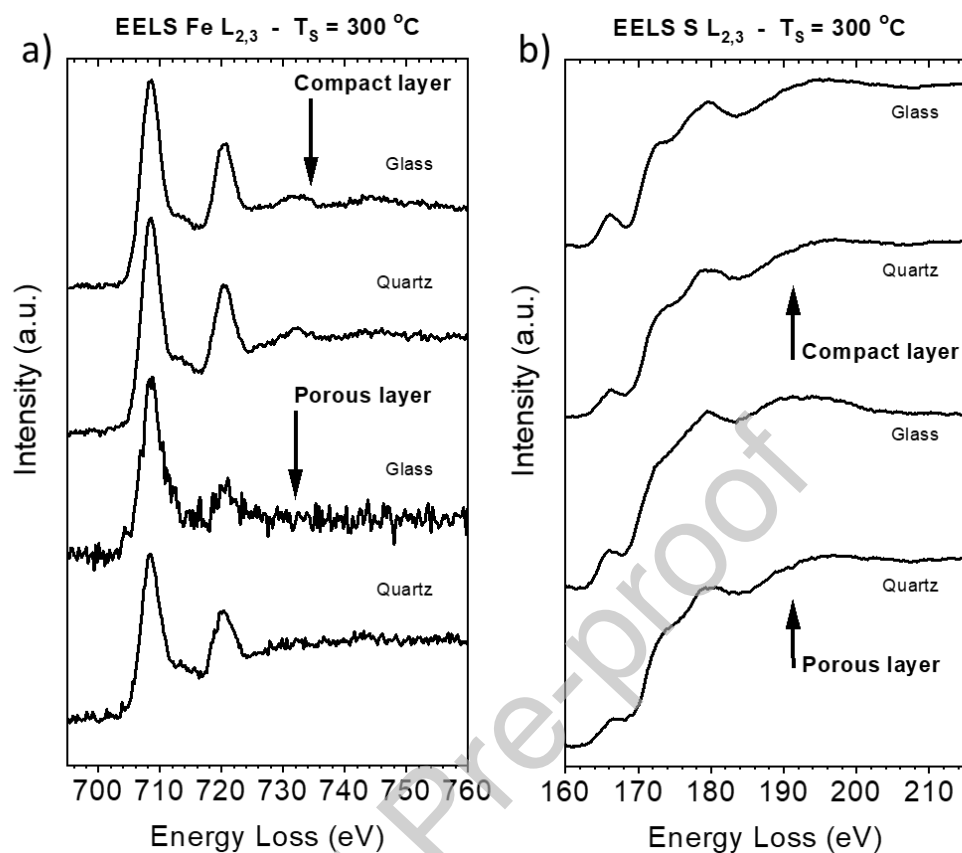 EELS Fe L2,3 - TS = 300 °C
a)
Compact layer
Glass
Quartz
Porous layer
Glass
Quartz
Intensity (a.u.)
700 710 720 730 740 750 760
Energy Loss (eV)
EELS S L2,3 - TS = 300 °C
b)
Glass
Quartz
Compact layer
Glass
Quartz
Porous layer
Intensity (a.u.)
160 170 180 190 200 210
Energy Loss (eV)
Pre-proof